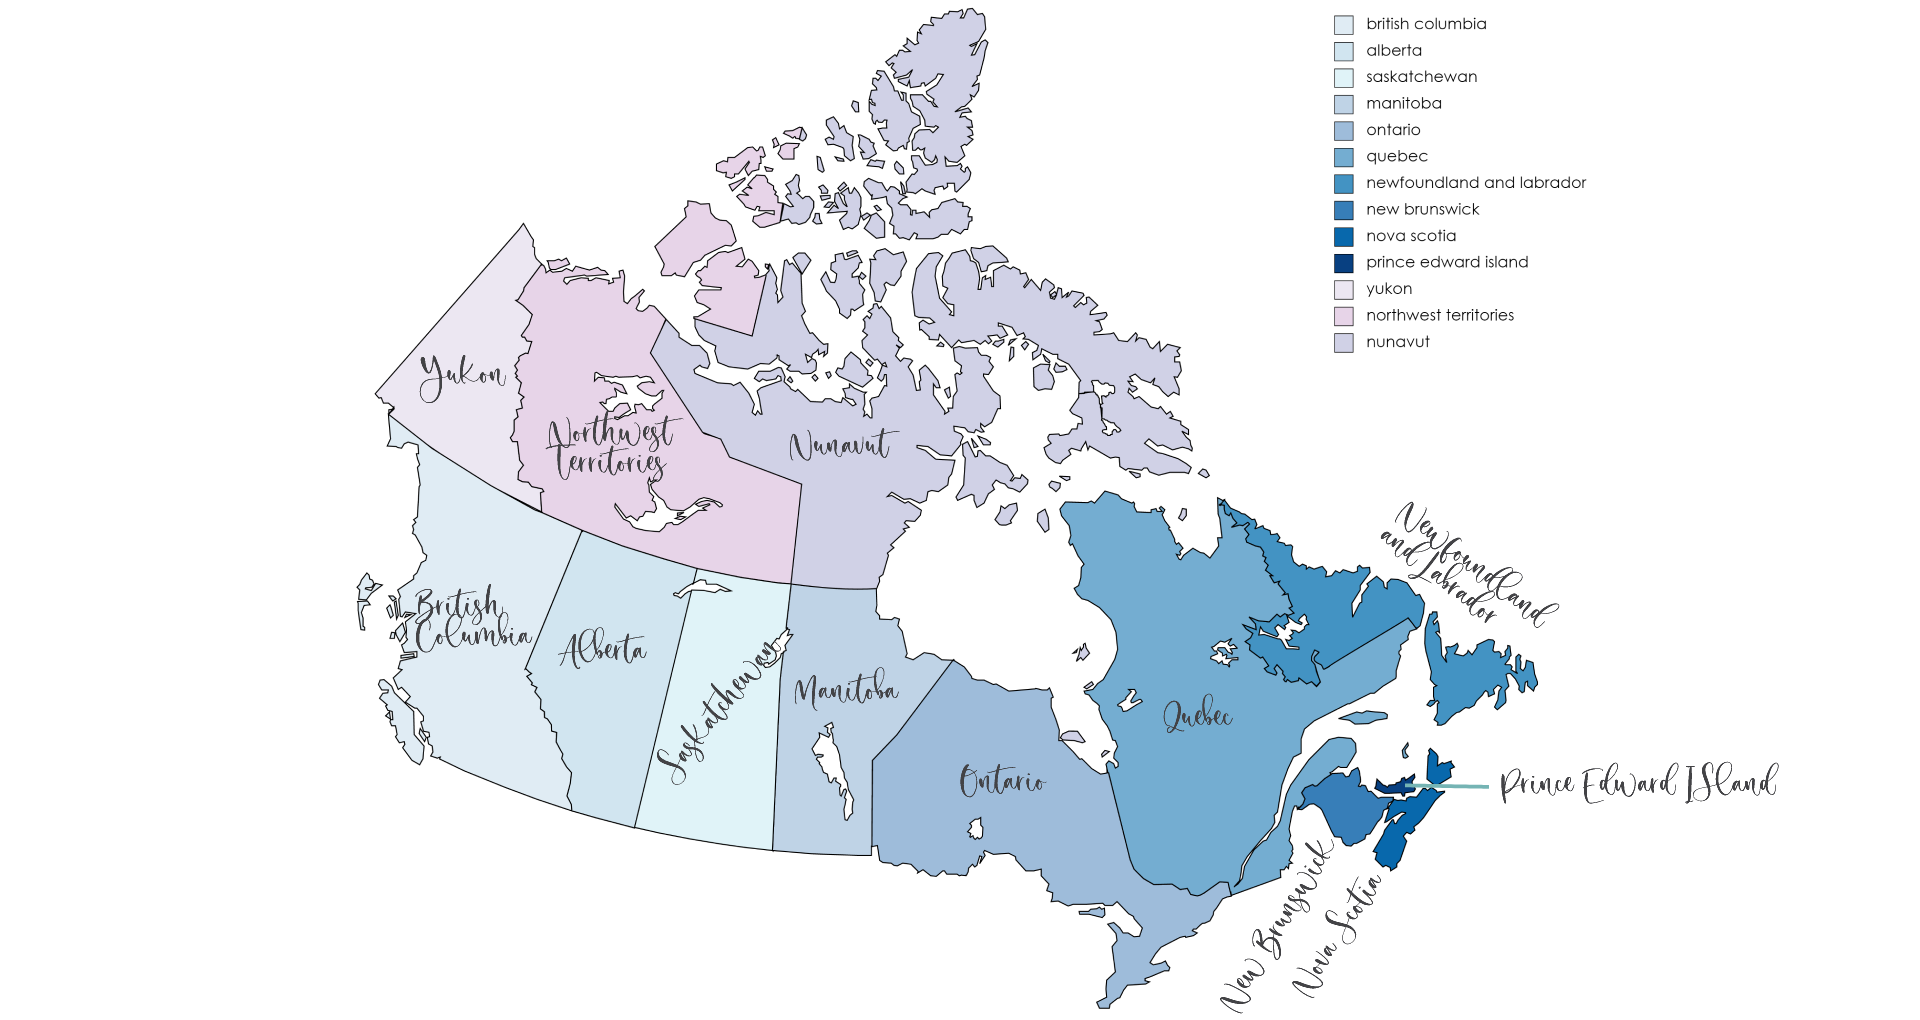 british columbia
alberta
saskatchewan
manitoba
ontario
quebec
newfoundland and labrador
new brunswick
nova scotia
prince edward island
yukon
northwest territories
nunavut
Yukon
Northwest
Territories
Nunavut
British
Columbia
Alberta
Saskatchewan
Manitoba
Ontario
Quebec
Newfoundland
and Labrador
Prince Edward ISland
New Brunswick
Nova Scotia